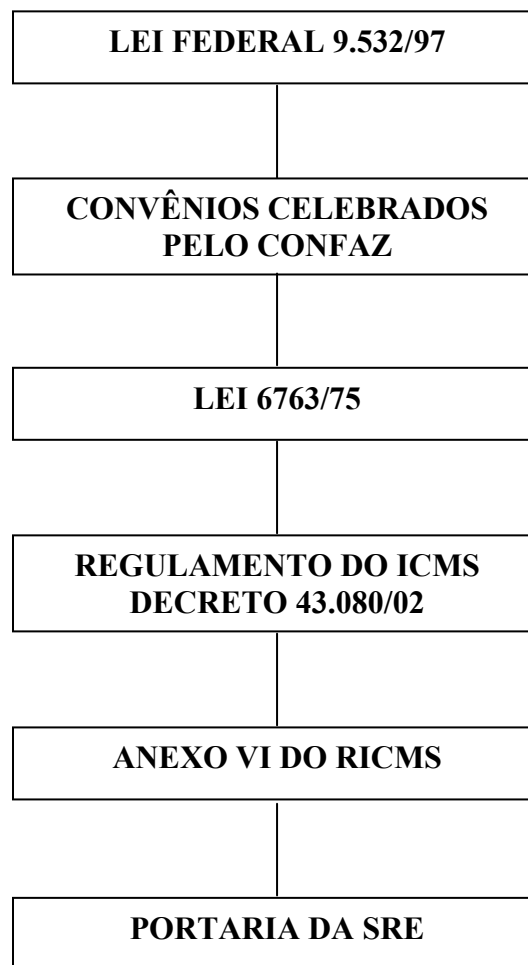 LEI FEDERAL 9.532/97
CONVÊNIOS CELEBRADOS
PELO CONFAZ
LEI 6763/75
REGULAMENTO DO ICMS
DECRETO 43.080/02
ANEXO VI DO RICMS
PORTARIA DA SRE